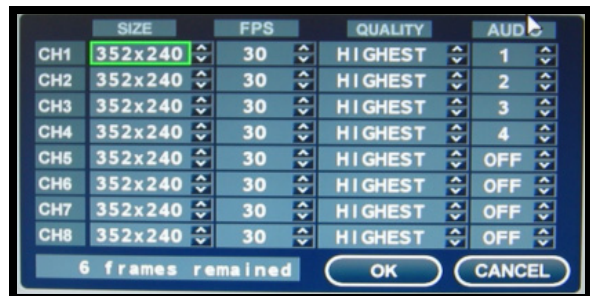 SIZE FPS QUALITY AUDIO
CH1 352x240 30 HIGHEST 1
CH2 352x240 30 HIGHEST 2
CH3 352x240 30 HIGHEST 3
CH4 352x240 30 HIGHEST 4
CH5 352x240 30 HIGHEST OFF
CH6 352x240 30 HIGHEST OFF
CH7 352x240 30 HIGHEST OFF
CH8 352x240 30 HIGHEST OFF
6 frames remained OK CANCEL